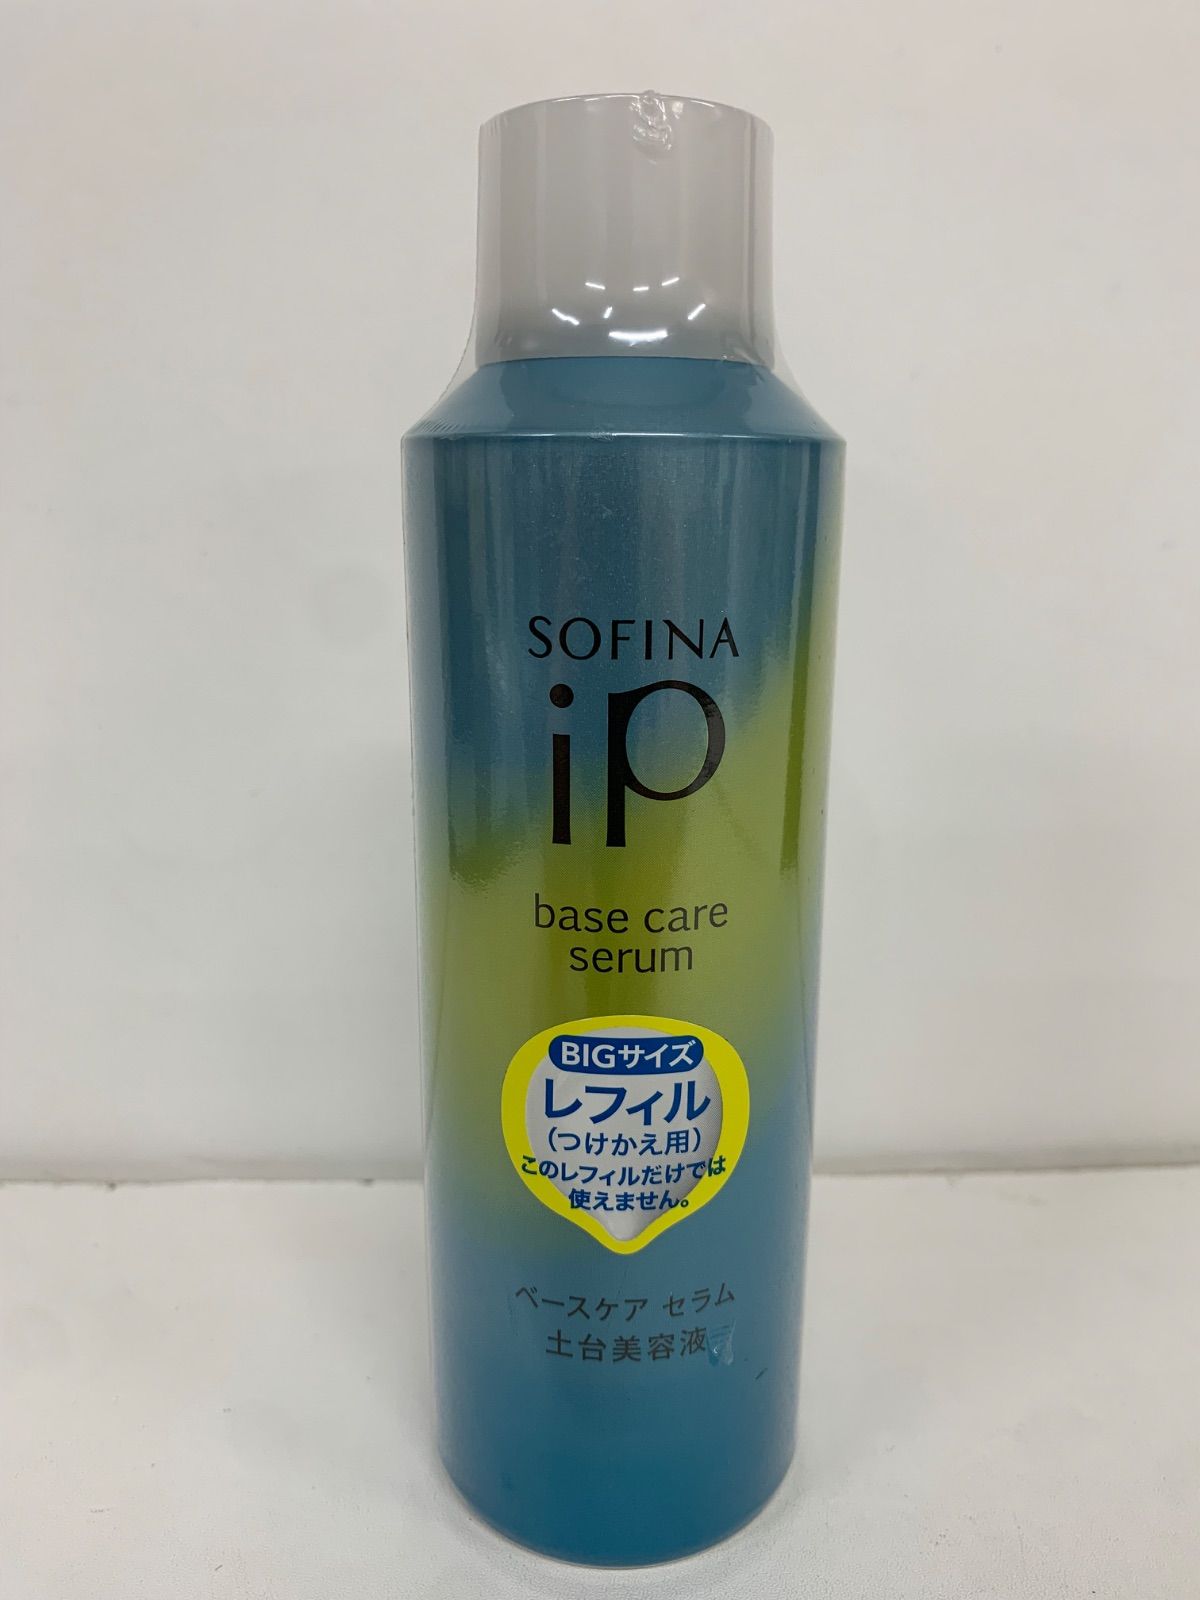 SOFINA
iP
base care
serum
BIGサイズ
レフィル
(つけかえ用)
このレフィルだけでは
使えません。
ベースケア セラム
土台美容液